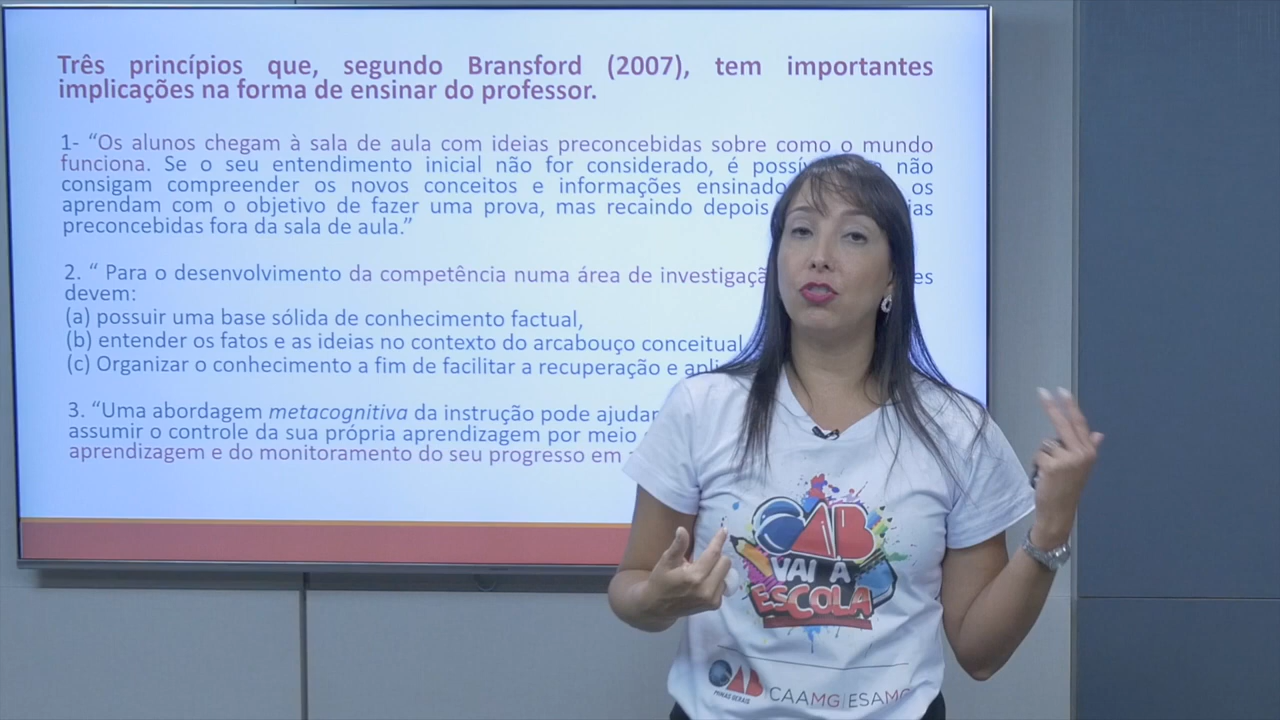 Três princípios que, segundo Bransford (2007), tem importantes
implicações na forma de ensinar do professor.
1- “Os alunos chegam à sala de aula com ideias preconcebidas sobre como o mundo
funciona. Se o seu entendimento inicial não for considerado, é não
consigam compreender os novos conceitos e informações os
aprendam com o objetivo de fazer uma prova, mas recaindo depois
preconcebidas fora da sala de aula.”
2. “ Para o desenvolvimento da competência numa área de
devem:
(a) possuir uma base sólida de conhecimento factual,
(b) entender os fatos e as ideias no contexto do arcabouço conceitual
(c) Organizar o conhecimento a fim de facilitar a recuperação e
3. “Uma abordagem metacognitiva da instrução pode
assumir o controle da sua própria aprendizagem por meio
aprendizagem e do monitoramento do seu progresso em
OAB
VAI À
ESCOLA
OAB
MINAS GERAIS
CAAMG|ESAMG